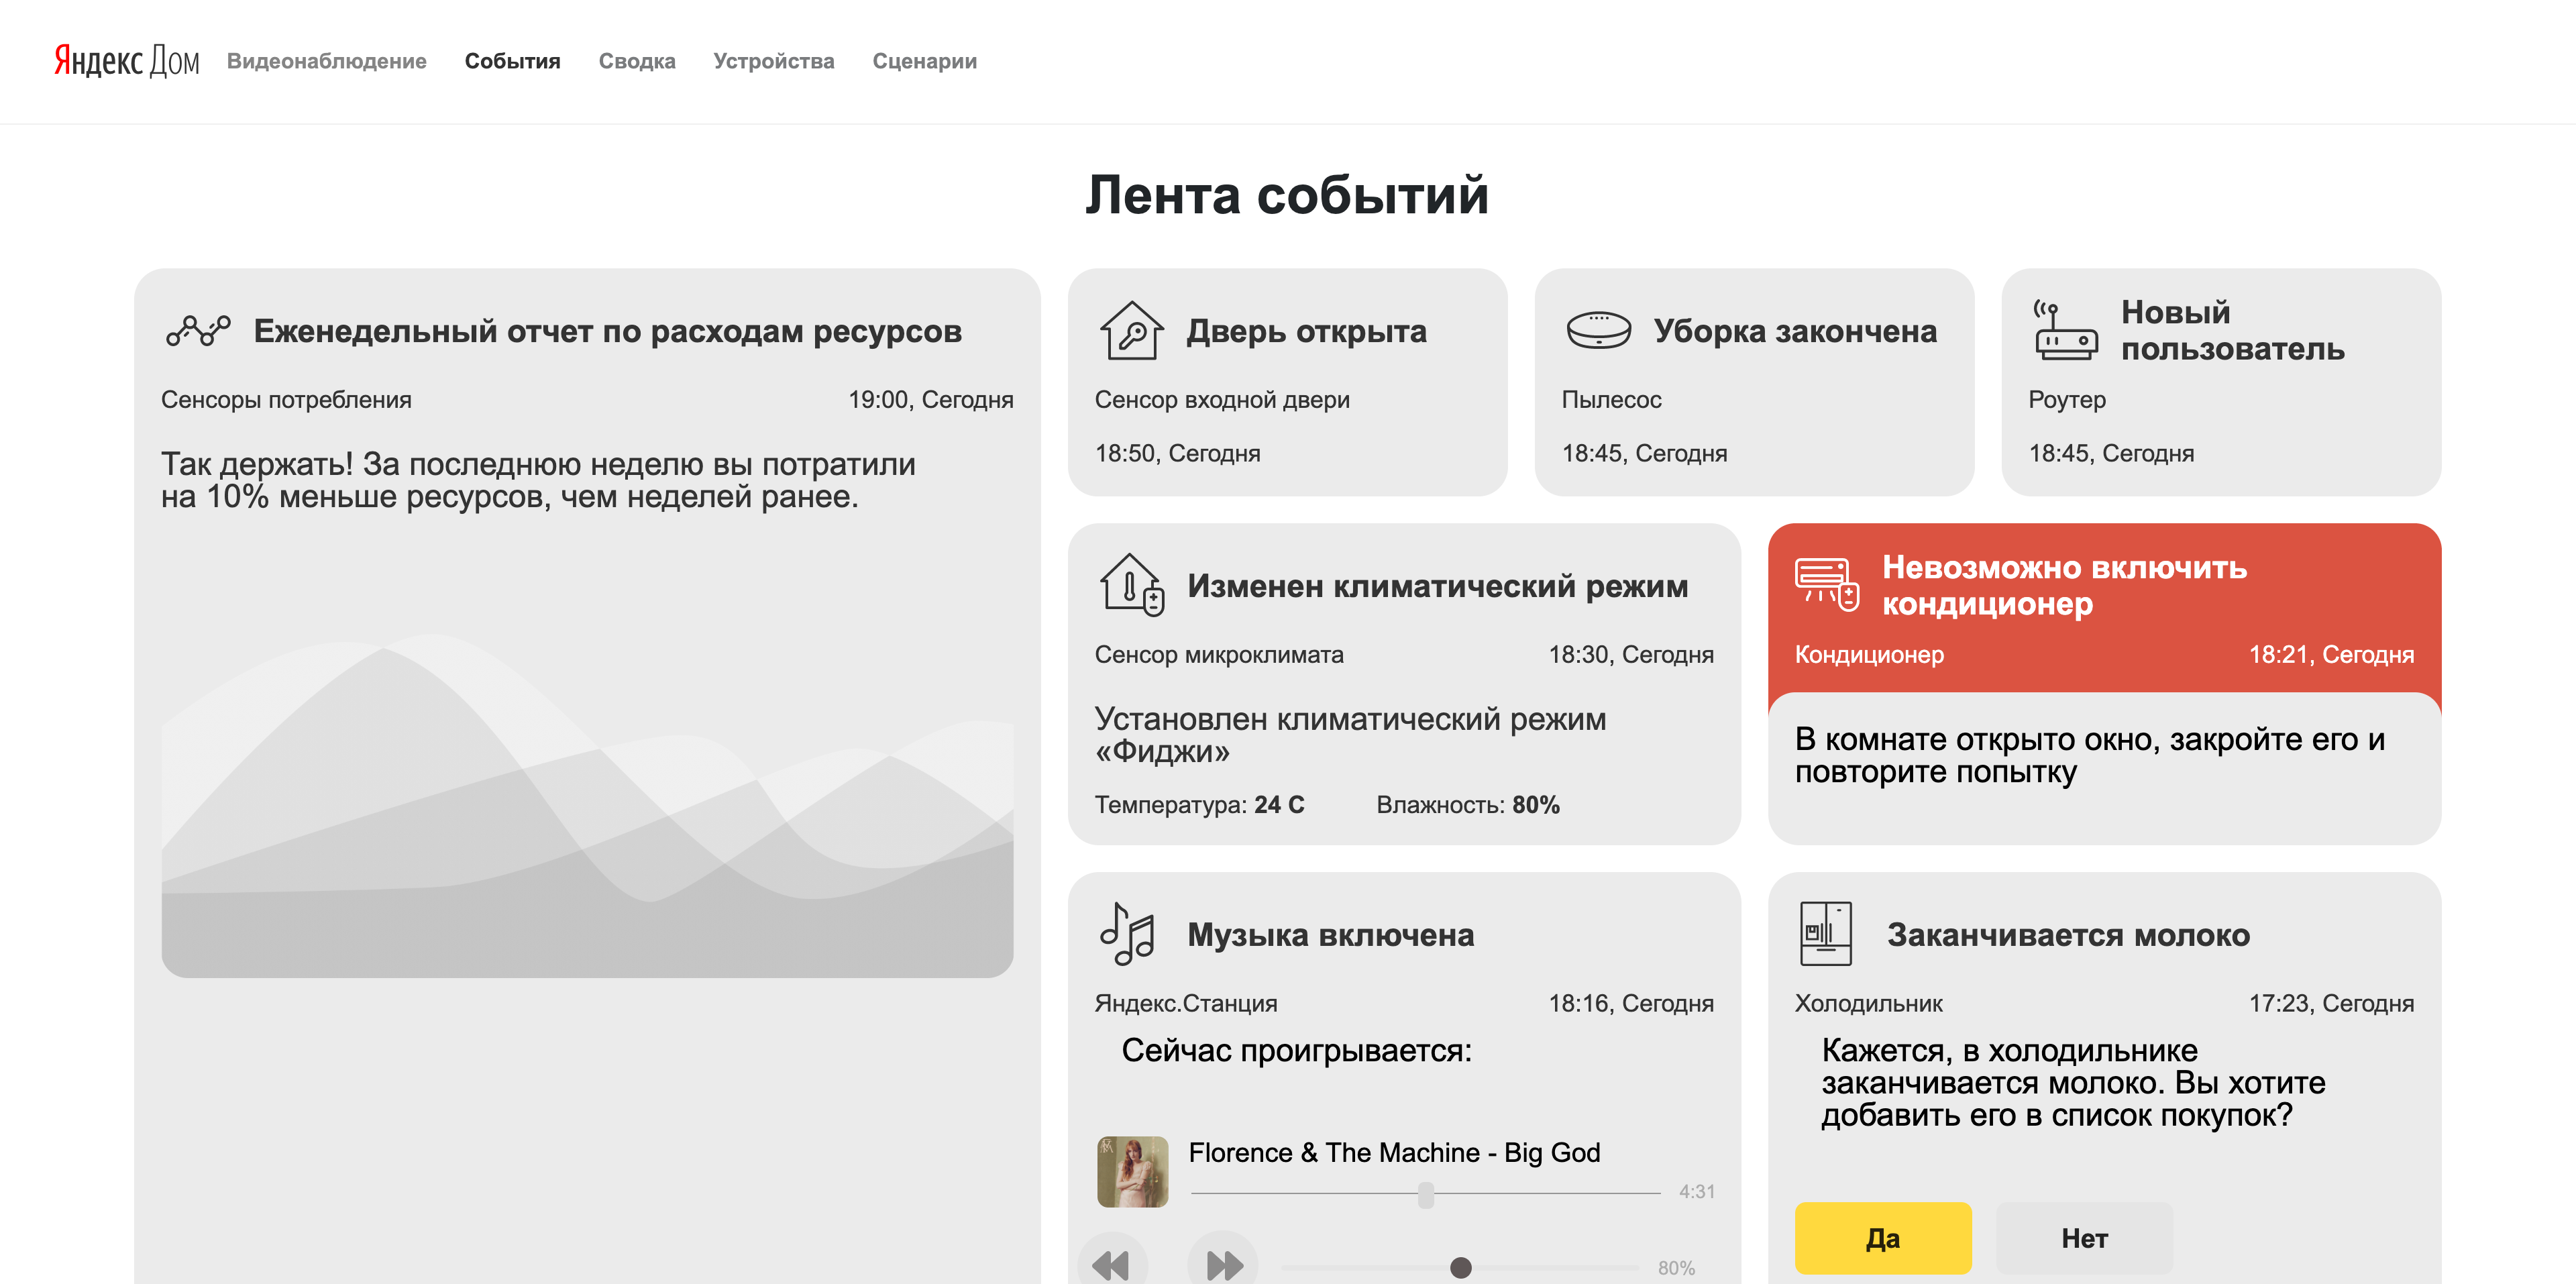 Яндекс Дом
Видеонаблюдение
События
Сводка
Устройства
Сценарии
Лента событий
Еженедельный отчет по расходам ресурсов
Сенсоры потребления
19:00, Сегодня
Так держать! За последнюю неделю вы потратили
на 10% меньше ресурсов, чем неделей ранее.
Дверь открыта
Сенсор входной двери
18:50, Сегодня
Уборка закончена
Пылесос
18:45, Сегодня
Новый
пользователь
Роутер
18:45, Сегодня
Изменен климатический режим
Сенсор микроклимата
18:30, Сегодня
Установлен климатический режим
«Фиджи»
Температура: 24 C
Влажность: 80%
Невозможно включить
кондиционер
Кондиционер
18:21, Сегодня
В комнате открыто окно, закройте его и
повторите попытку
Музыка включена
Яндекс.Станция
18:16, Сегодня
Сейчас проигрывается:
Florence & The Machine - Big God
4:31
80%
Заканчивается молоко
Холодильник
17:23, Сегодня
Кажется, в холодильнике
заканчивается молоко. Вы хотите
добавить его в список покупок?
Да
Нет